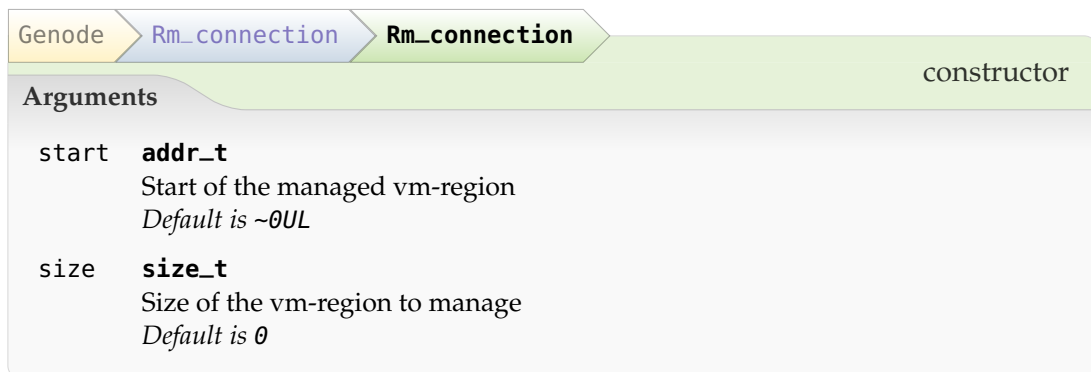 Genode Rm_connection Rm_connection
constructor
Arguments
start addr_t
Start of the managed vm-region
Default is ~0UL
size size_t
Size of the vm-region to manage
Default is 0